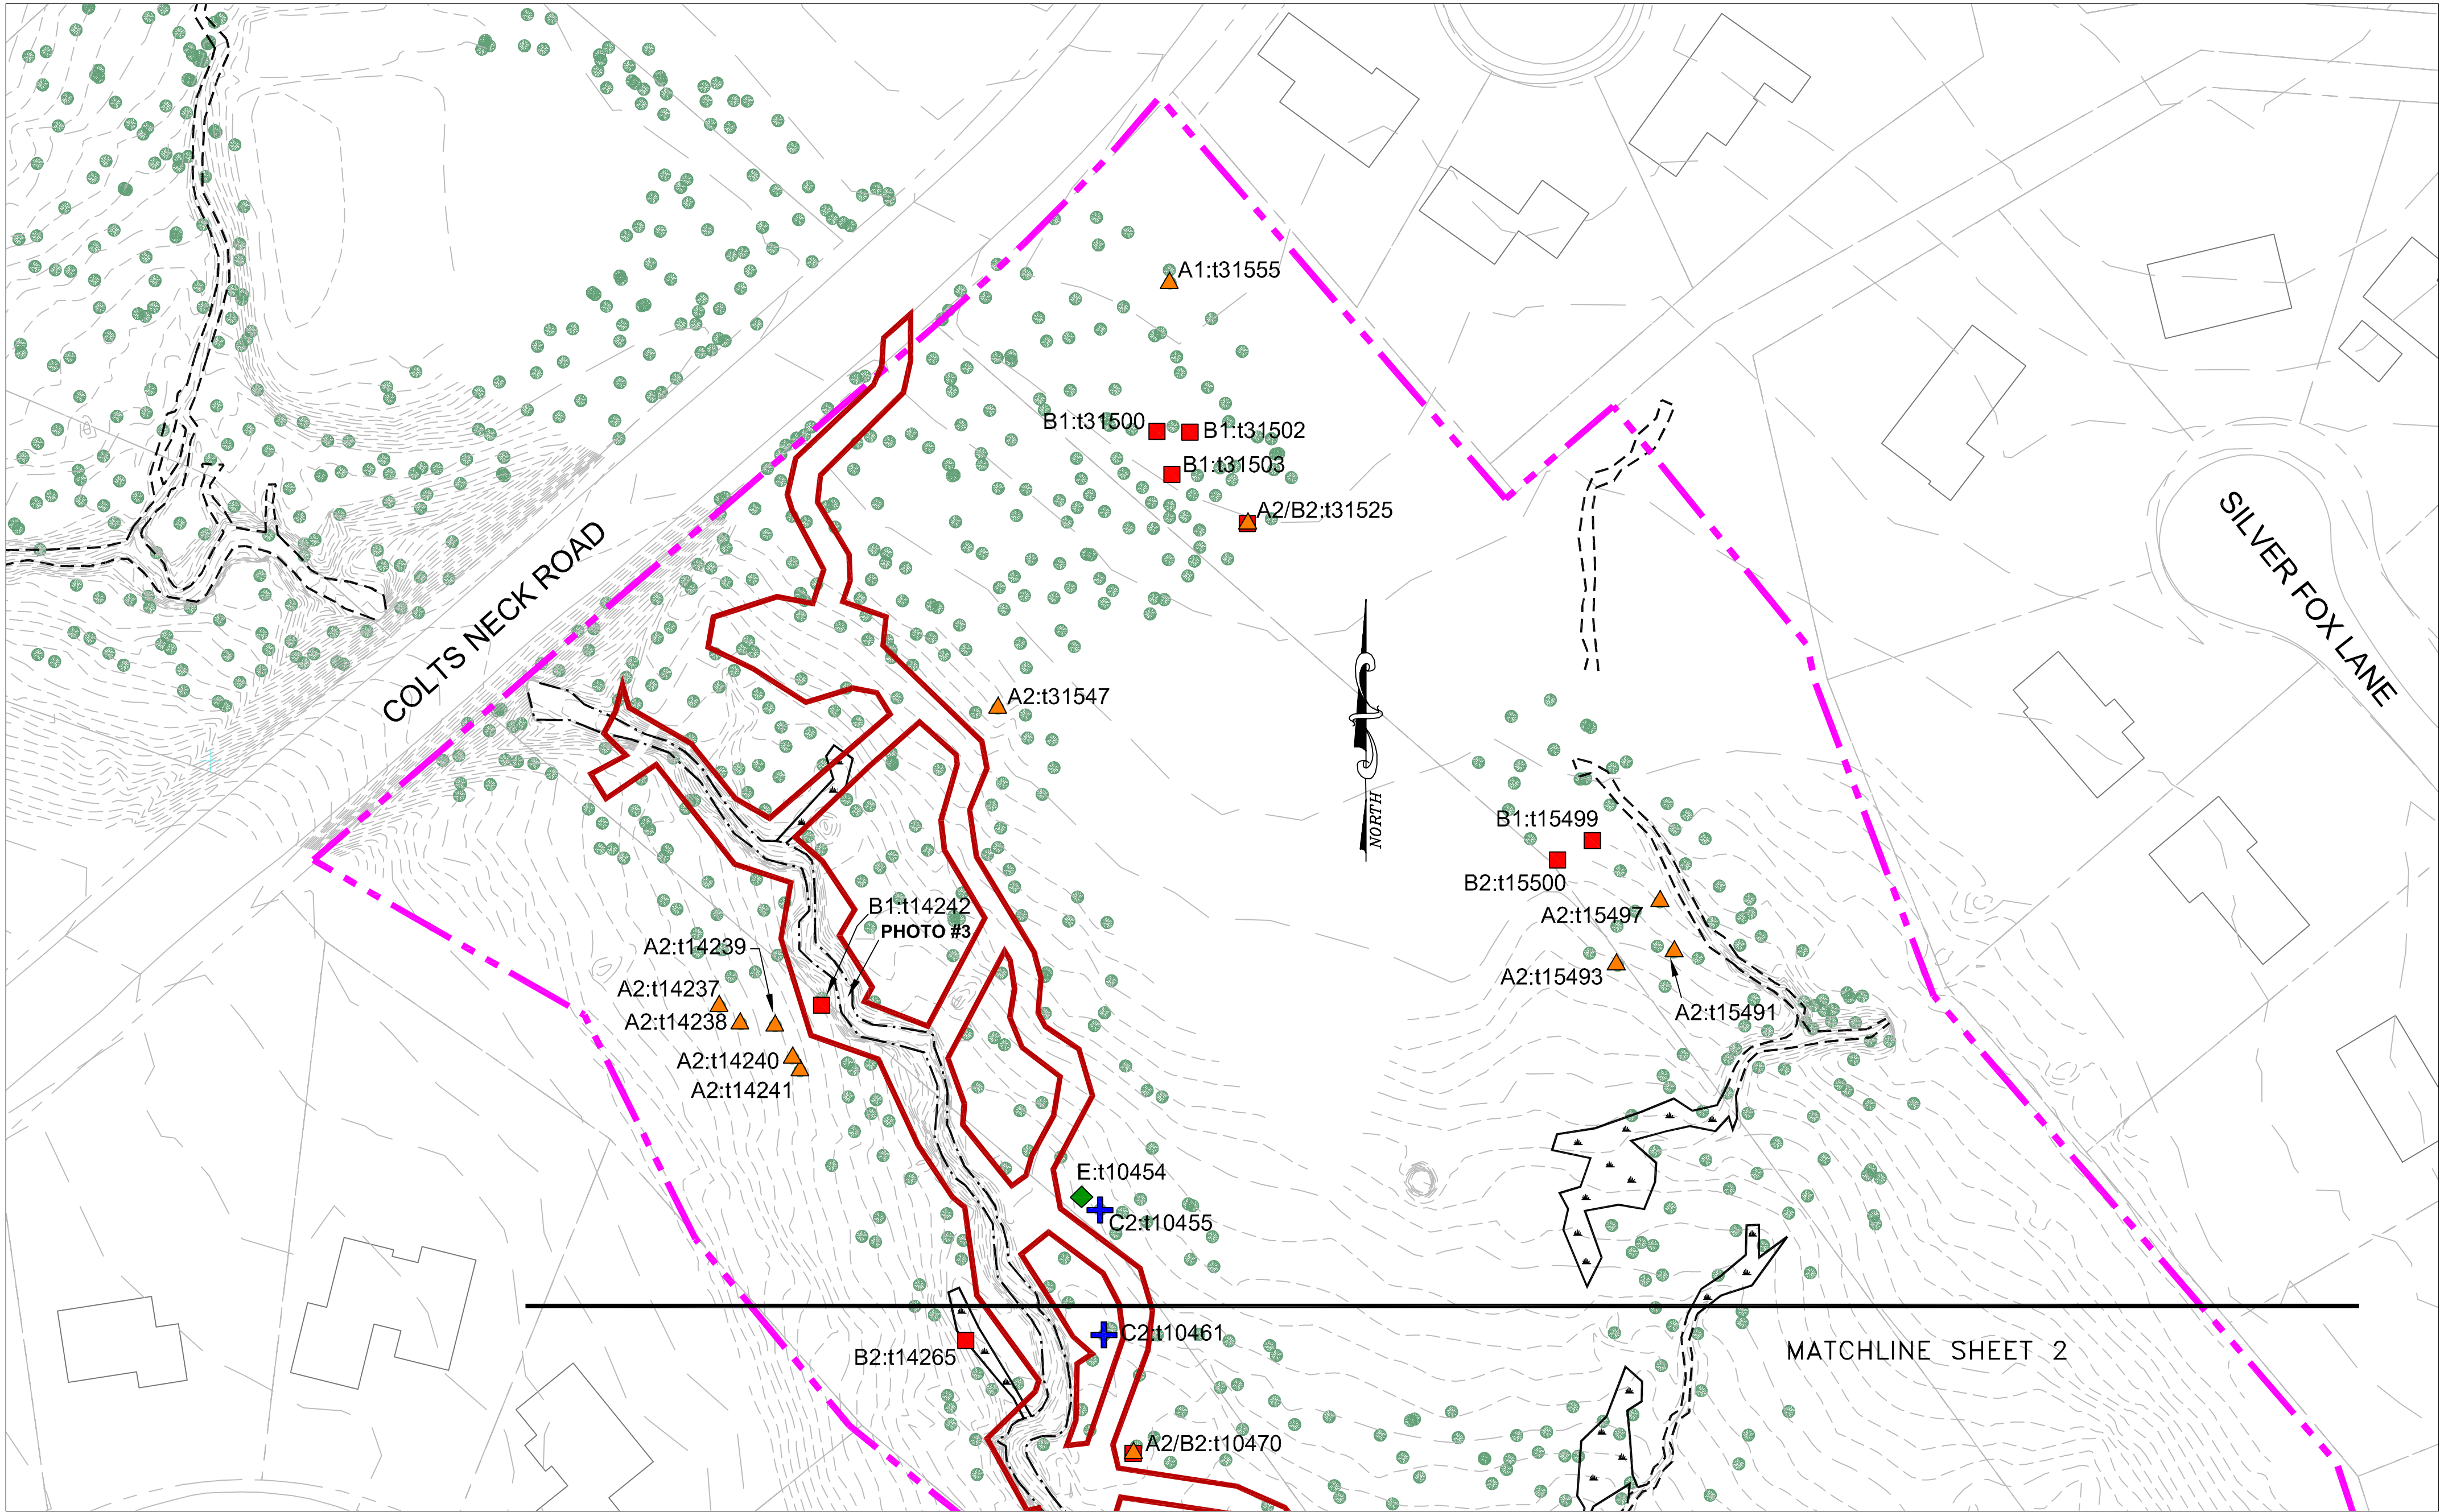 A1:t31555
B1:t31500
B1:t31502
B1:t31503
A2/B2:t31525
SILVER FOX LANE
COLTS NECK ROAD
A2:t31547
NORTH
B1:t15499
B2:t15500
B1:t14242
A2:t15497
PHOTO #3
A2:t14239
A2:t15493
A2:t14237
A2:t15491
A2:t14238
A2:t14240
A2:t14241
E:t10454
C2:t10455
C2:t10461
MATCHLINE SHEET 2
B2:t14265
A2/B2:t10470